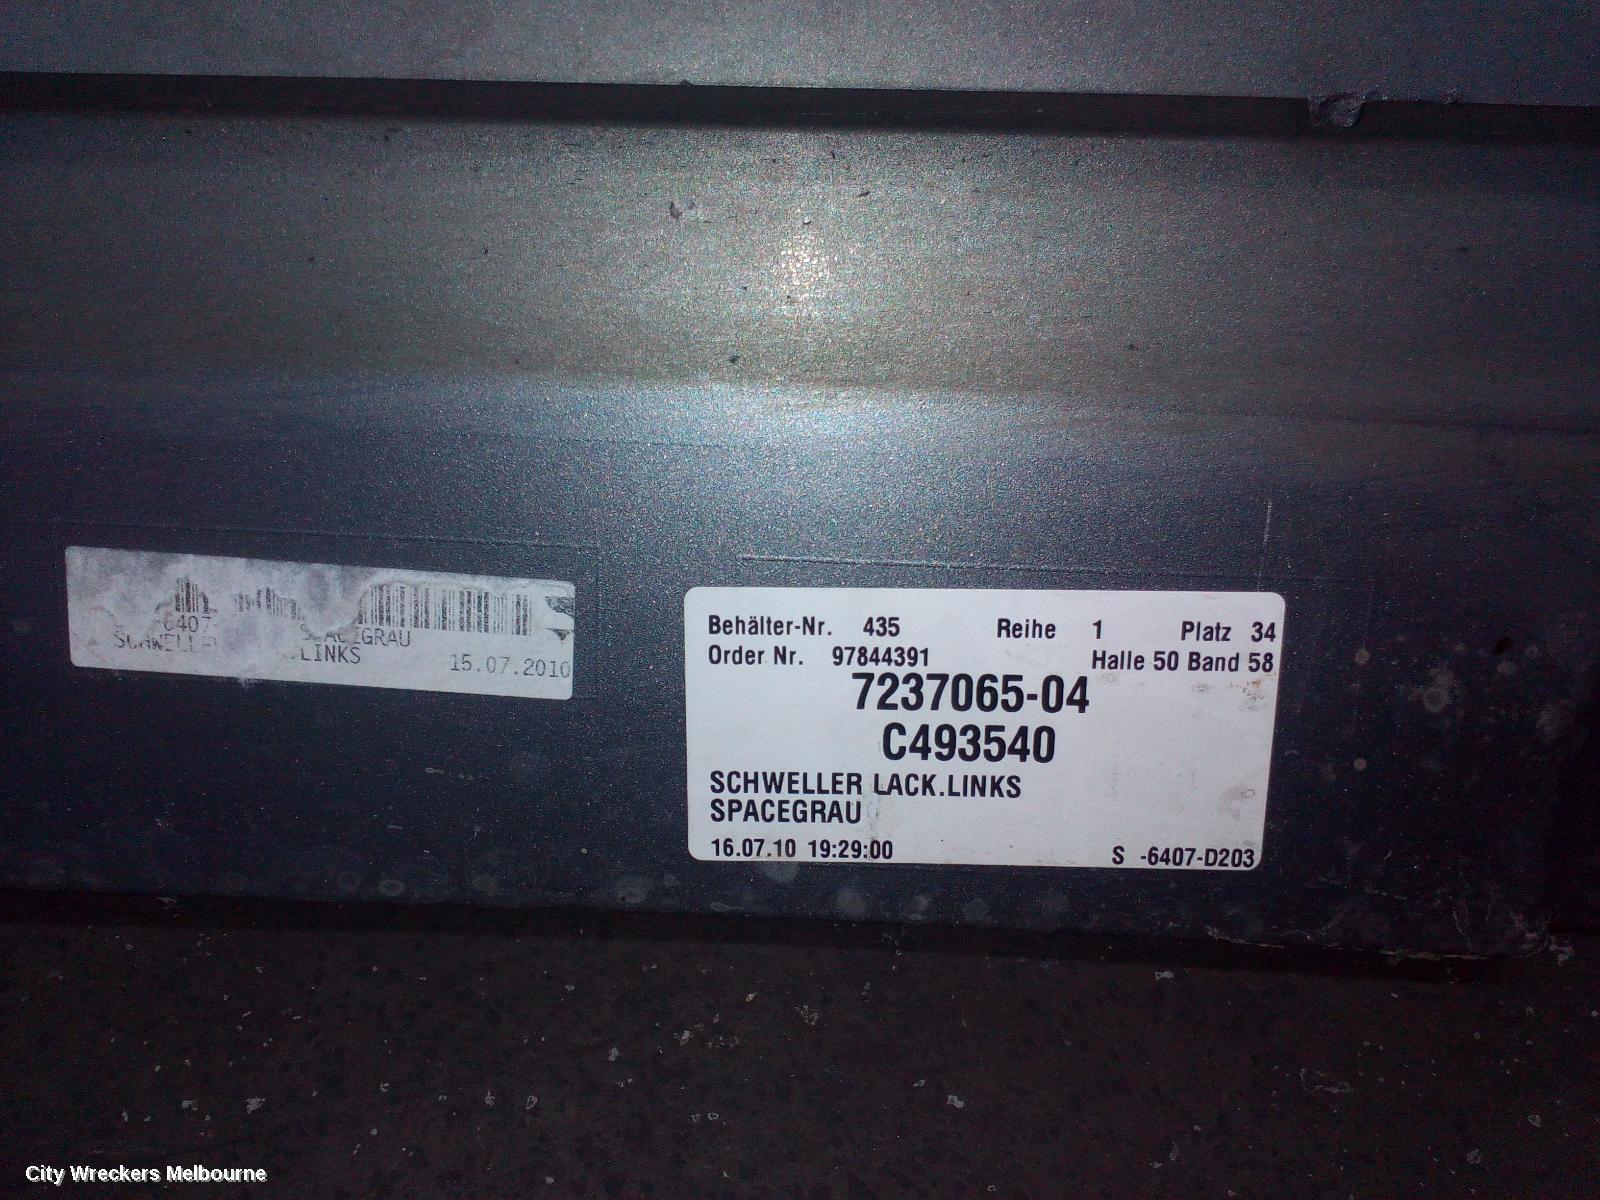 6407
LINKS
15.07.2010
Behälter-Nr. 435 Reihe 1 Platz 34
Order Nr. 97844391 Halle 50 Band 58
7237065-04
C493540
SCHWELLER LACK.LINKS
SPACEGRAU
16.07.10 19:29:00 S -6407-D203
City Wreckers Melbourne